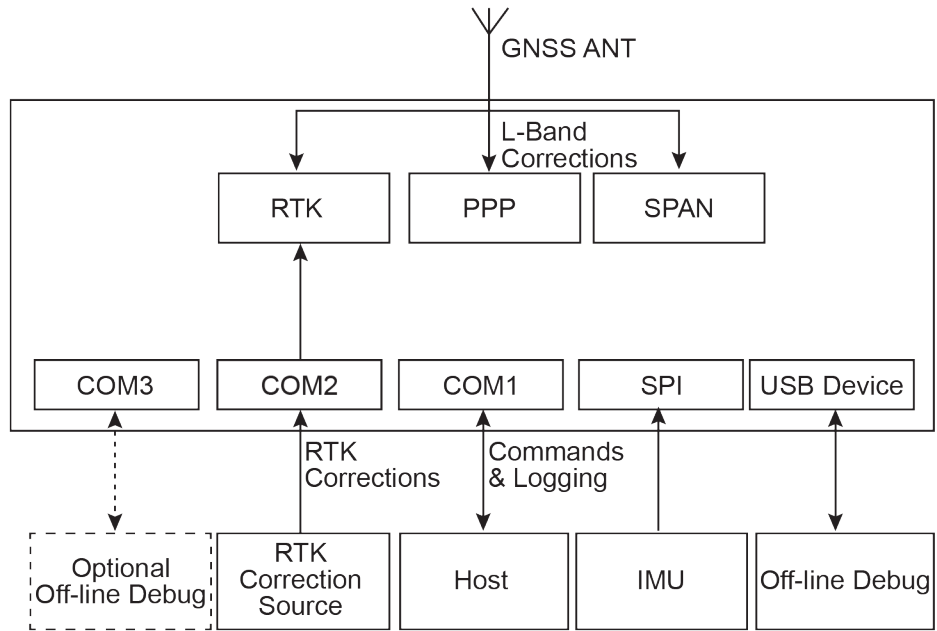 GNSS ANT
L-Band
Corrections
RTK
PPP
SPAN
COM3
COM2
COM1
SPI
USB Device
RTK
Corrections
Commands
& Logging
Optional
Off-line Debug
RTK
Correction
Source
Host
IMU
Off-line Debug